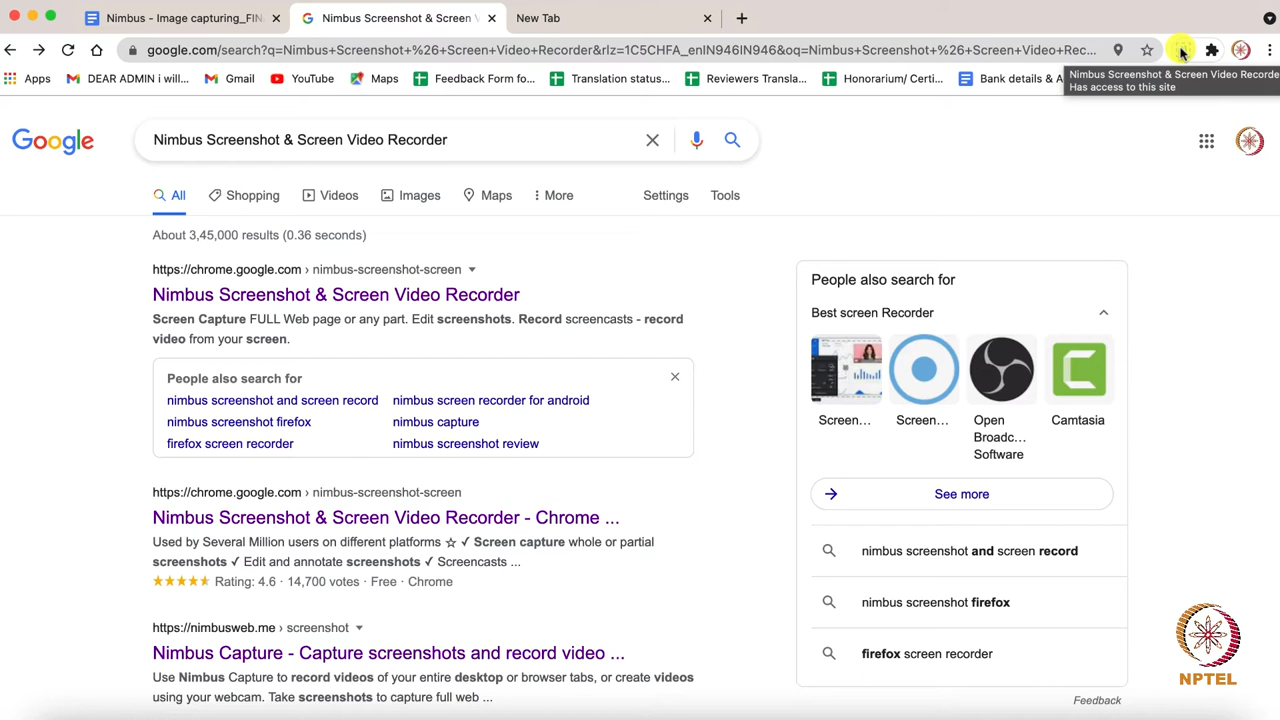 Nimbus - Image capturing_FIN
Nimbus Screenshot & Screen V
New Tab
google.com/search?q=Nimbus+Screenshot+%26+Screen+Video+Recorder&rlz=1C5CHFA_enIN946IN946&oq=Nimbus+Screenshot+%26+Screen+Video+Rec...
Nimbus Screenshot & Screen Video Recorde
Has access to this site
Apps
DEAR ADMIN i will...
Gmail
YouTube
Maps
Feedback Form fo...
Translation status...
Reviewers Transla...
Honorarium/ Certi...
Bank details & A
Google
Nimbus Screenshot & Screen Video Recorder
All
Shopping
Videos
Images
Maps
More
Settings
Tools
About 3,45,000 results (0.36 seconds)
https://chrome.google.com › nimbus-screenshot-screen
Nimbus Screenshot & Screen Video Recorder
Screen Capture FULL Web page or any part. Edit screenshots. Record screencasts - record
video from your screen.
People also search for
nimbus screenshot and screen record
nimbus screen recorder for android
nimbus screenshot firefox
nimbus capture
firefox screen recorder
nimbus screenshot review
https://chrome.google.com › nimbus-screenshot-screen
Nimbus Screenshot & Screen Video Recorder - Chrome ...
Used by Several Million users on different platforms ☆ ✓ Screen capture whole or partial
screenshots ✓ Edit and annotate screenshots ✓ Screencasts ...
Rating: 4.6 · 14,700 votes · Free · Chrome
https://nimbusweb.me › screenshot
Nimbus Capture - Capture screenshots and record video ...
Use Nimbus Capture to record videos of your entire desktop or browser tabs, or create videos
using your webcam. Take screenshots to capture full web ...
People also search for
Best screen Recorder
Screen...
Screen...
Open
Broadc...
Software
Camtasia
See more
nimbus screenshot and screen record
nimbus screenshot firefox
firefox screen recorder
Feedback
NPTEL